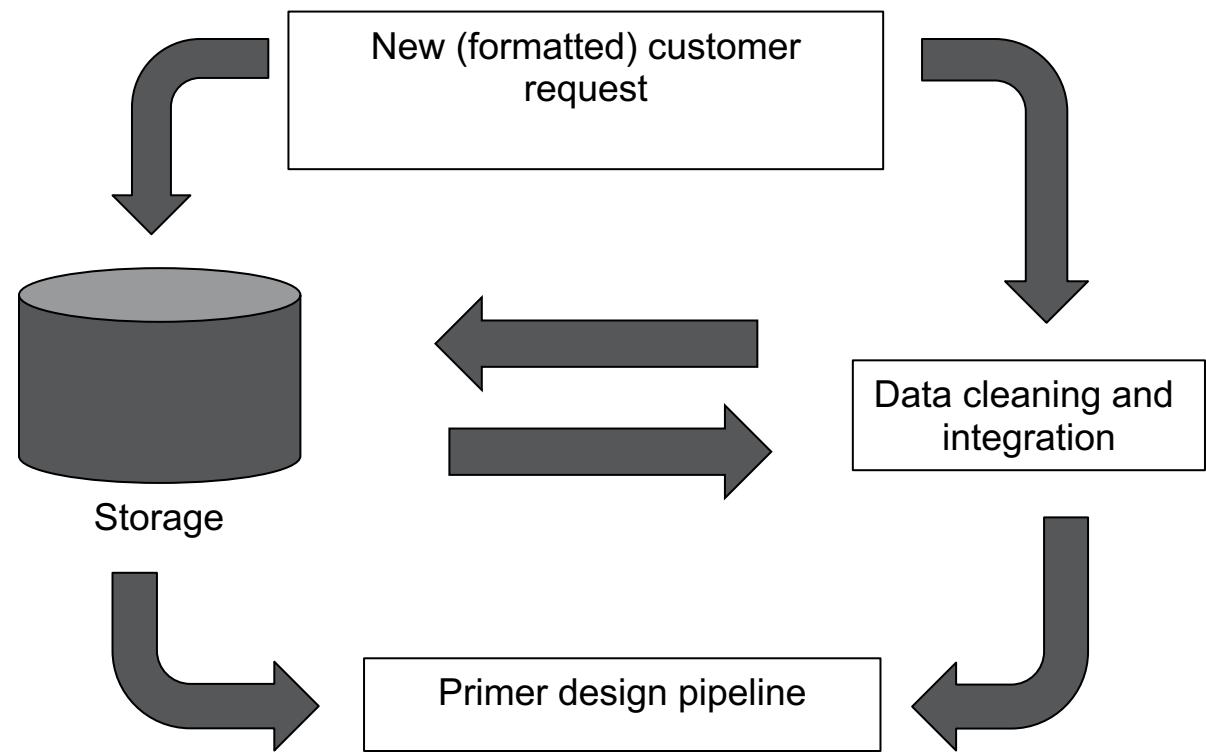 New (formatted) customer
request
Data cleaning and
integration
Storage
Primer design pipeline